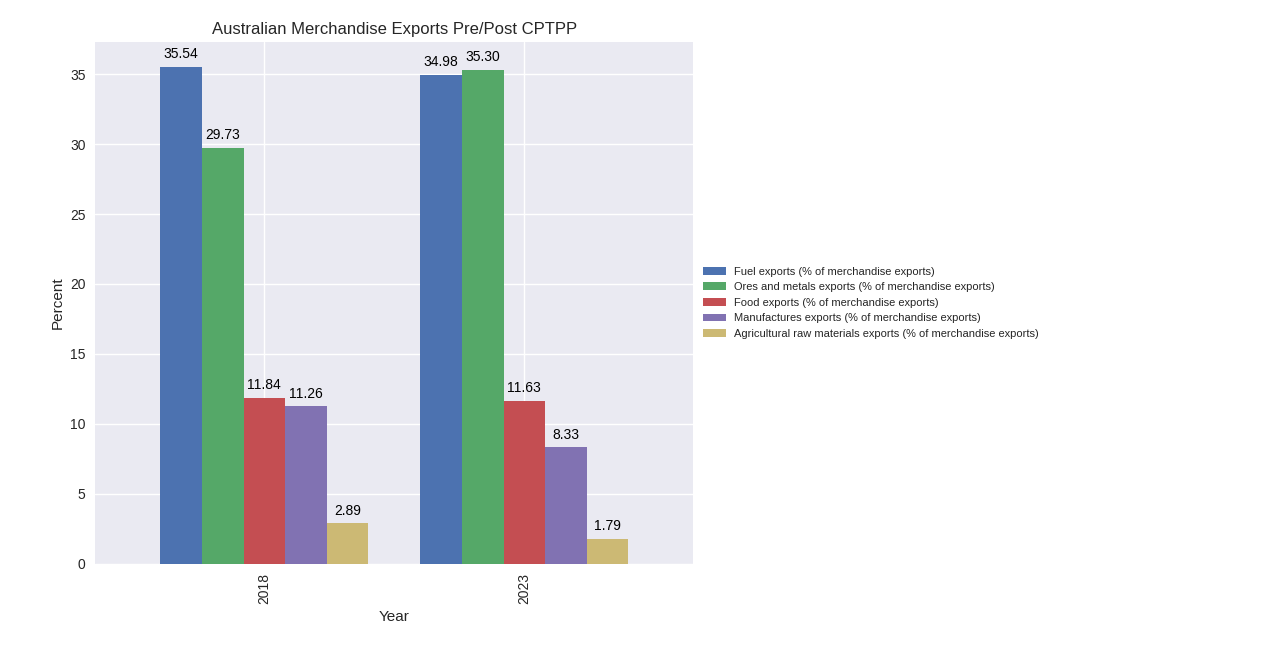 Australian Merchandise Exports Pre/Post CPTPP
35.54
29.73
11.84
11.26
2.89
34.98
35.30
11.63
8.33
1.79
35
30
25
20
15
10
5
0
Percent
2018
2023
Year
Fuel exports (% of merchandise exports)
Ores and metals exports (% of merchandise exports)
Food exports (% of merchandise exports)
Manufactures exports (% of merchandise exports)
Agricultural raw materials exports (% of merchandise exports)